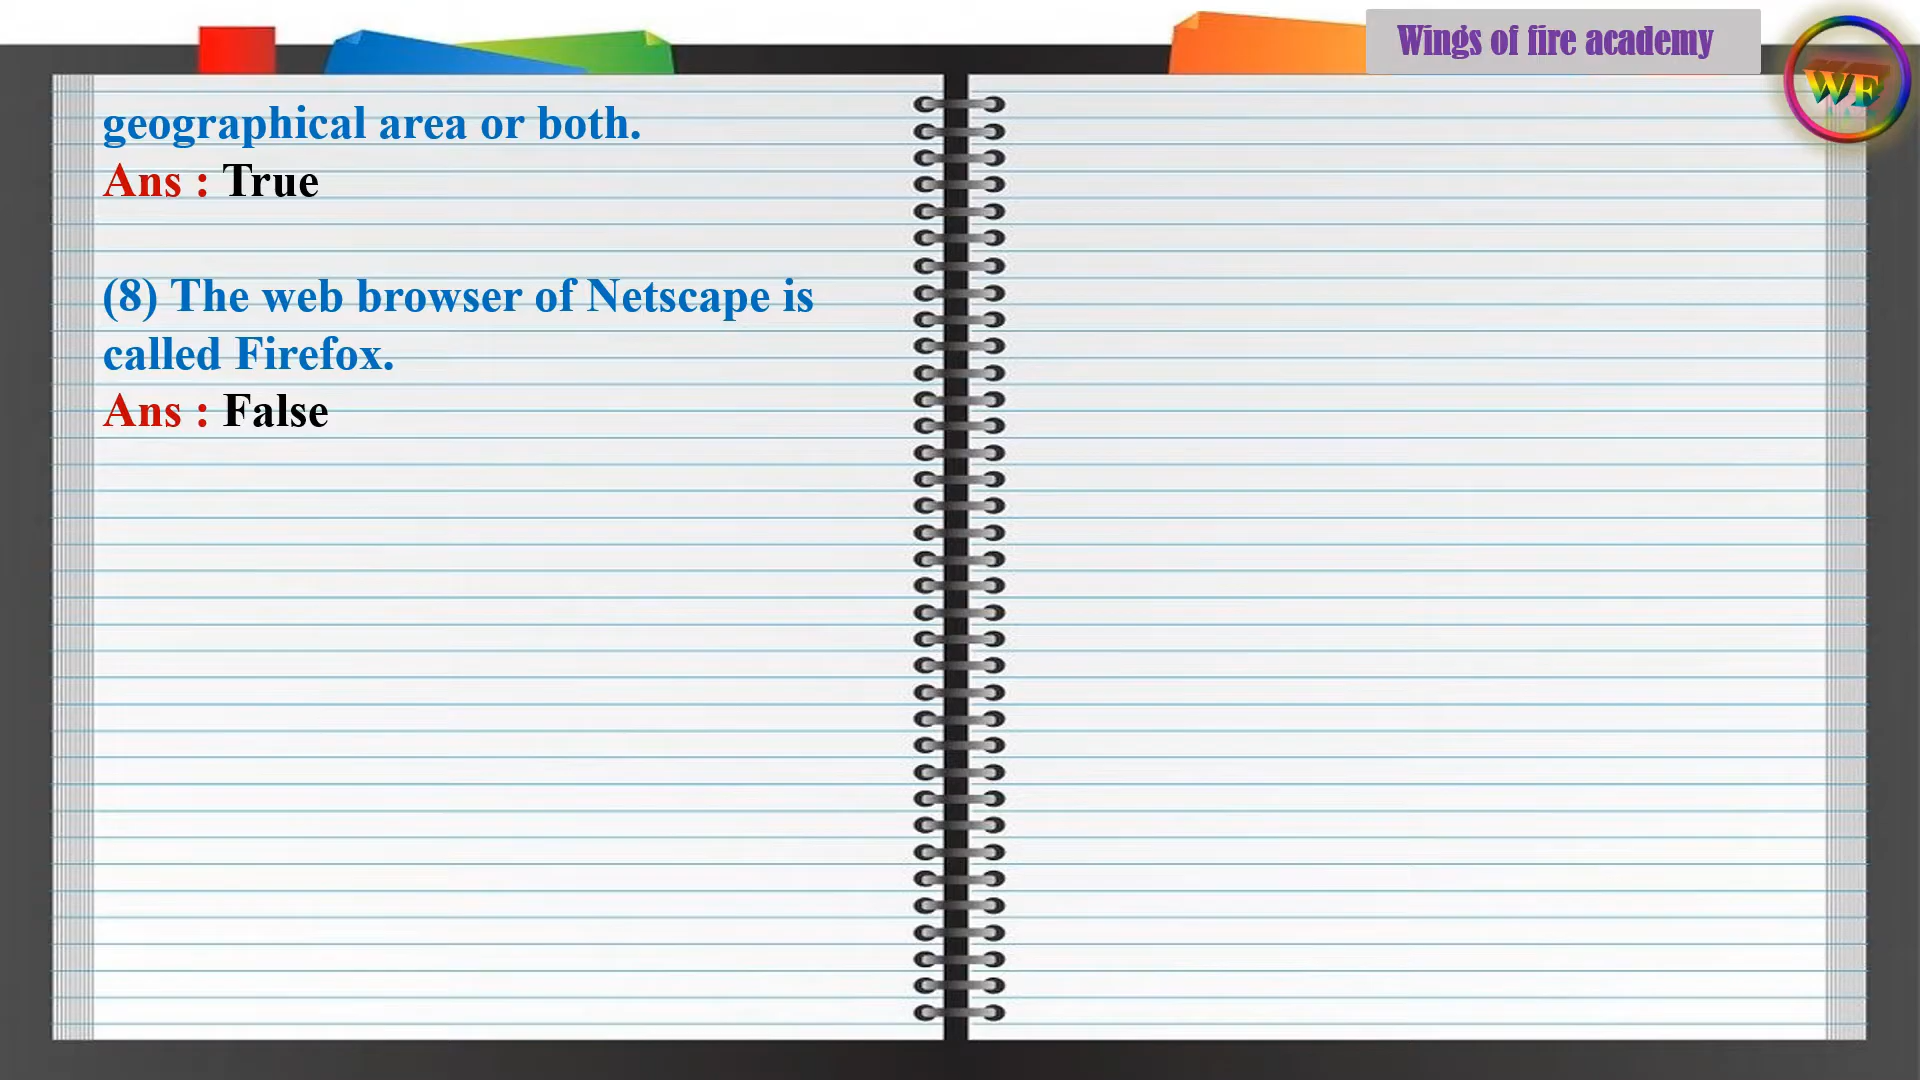 Wings of fire academy
WF
geographical area or both.
Ans : True
(8) The web browser of Netscape is
called Firefox.
Ans : False